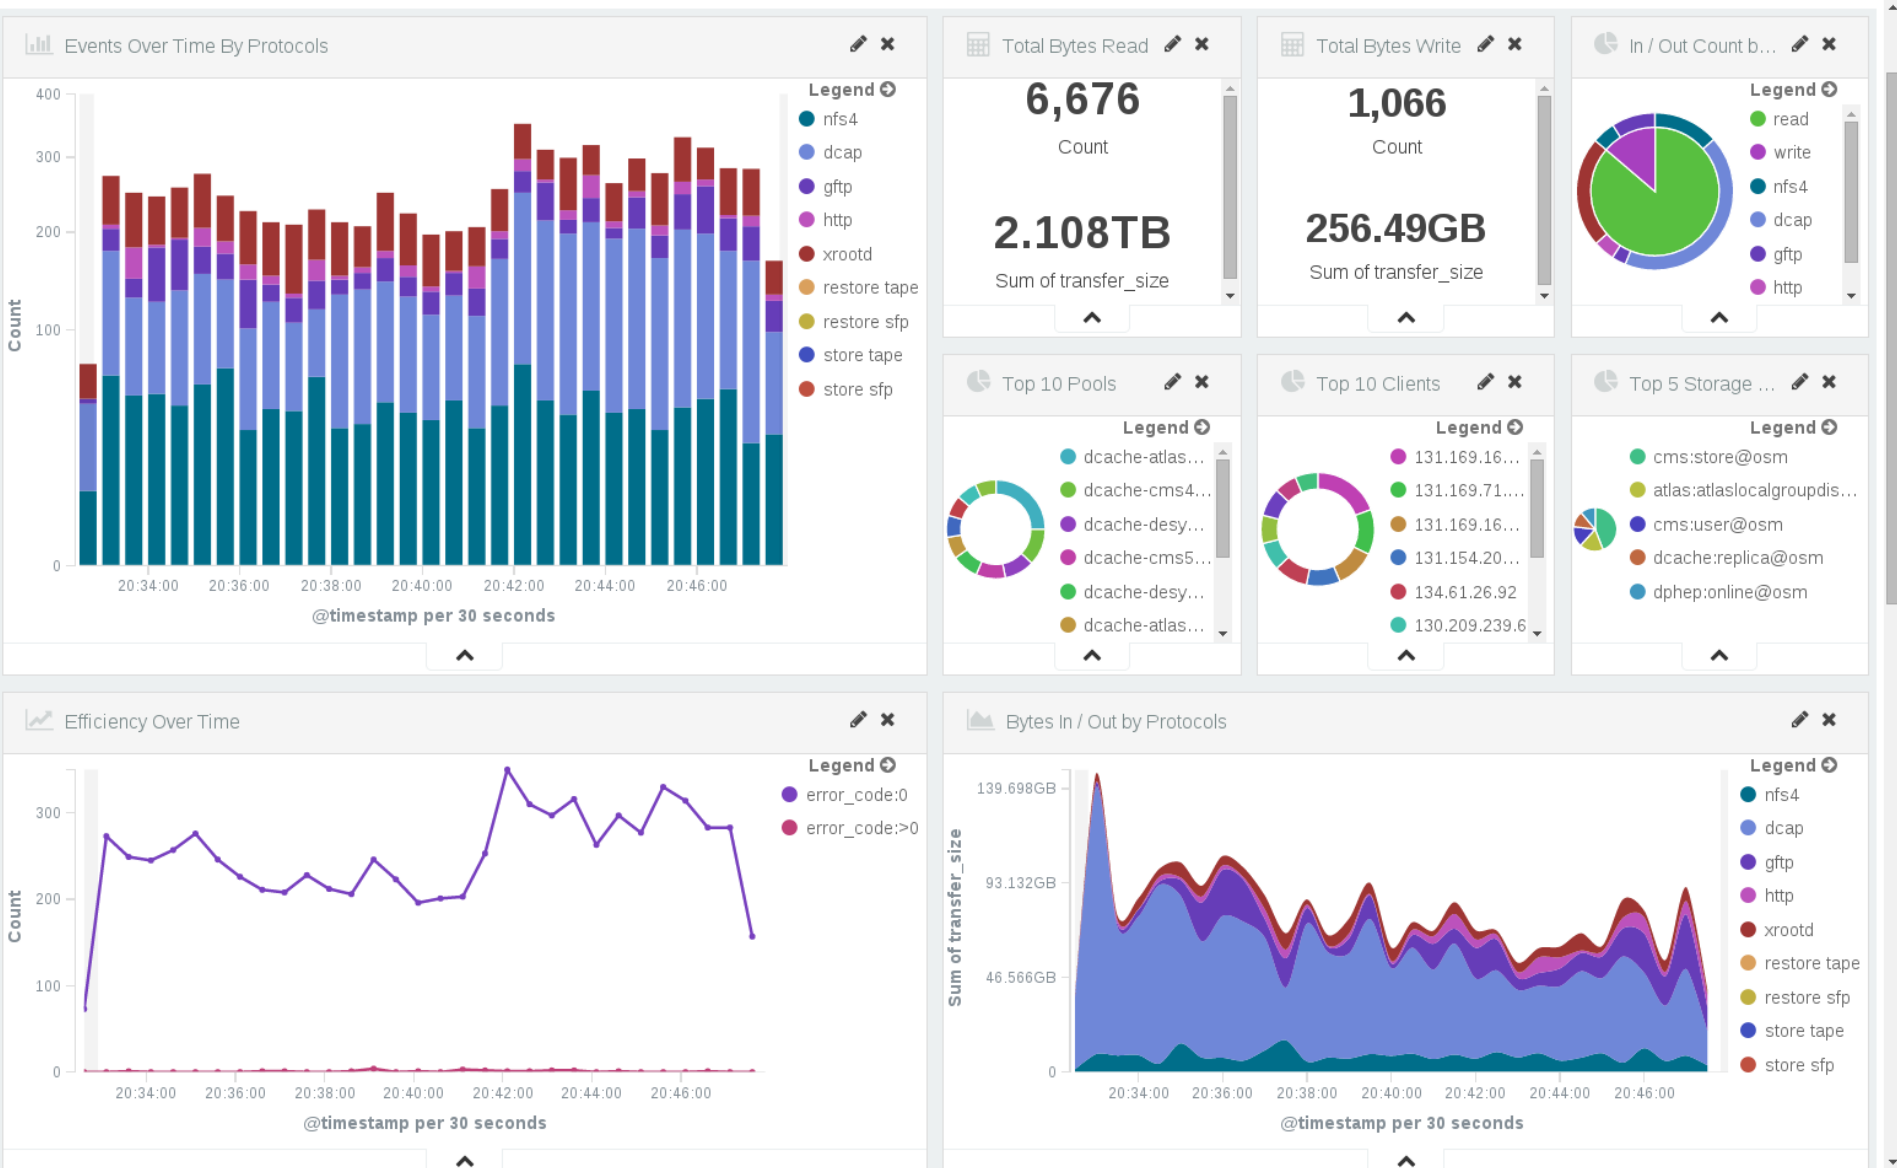 Events Over Time By Protocols
Legend
400
300
200
100
0
Count
20:34:00 20:36:00 20:38:00 20:40:00 20:42:00 20:44:00 20:46:00
@timestamp per 30 seconds
nfs4
dcap
gftp
http
xrootd
restore tape
restore sfp
store tape
store sfp
Total Bytes Read
6,676
Count
2.108TB
Sum of transfer_size
Total Bytes Write
1,066
Count
256.49GB
Sum of transfer_size
In / Out Count b...
Legend
read
write
nfs4
dcap
gftp
http
Top 10 Pools
Legend
dcache-atlas...
dcache-cms4...
dcache-desy...
dcache-cms5...
dcache-desy...
dcache-atlas...
Top 10 Clients
Legend
131.169.16...
131.169.71....
131.169.16...
131.154.20...
134.61.26.92
130.209.239.6
Top 5 Storage ...
Legend
cms:store@osm
atlas:atlaslocalgroupdis...
cms:user@osm
dcache:replica@osm
dphep:online@osm
Efficiency Over Time
Legend
error_code:0
error_code:>0
300
200
100
0
Count
20:34:00 20:36:00 20:38:00 20:40:00 20:42:00 20:44:00 20:46:00
@timestamp per 30 seconds
Bytes In / Out by Protocols
Legend
139.698GB
93.132GB
46.566GB
0
Sum of transfer_size
20:34:00 20:36:00 20:38:00 20:40:00 20:42:00 20:44:00 20:46:00
@timestamp per 30 seconds
nfs4
dcap
gftp
http
xrootd
restore tape
restore sfp
store tape
store sfp